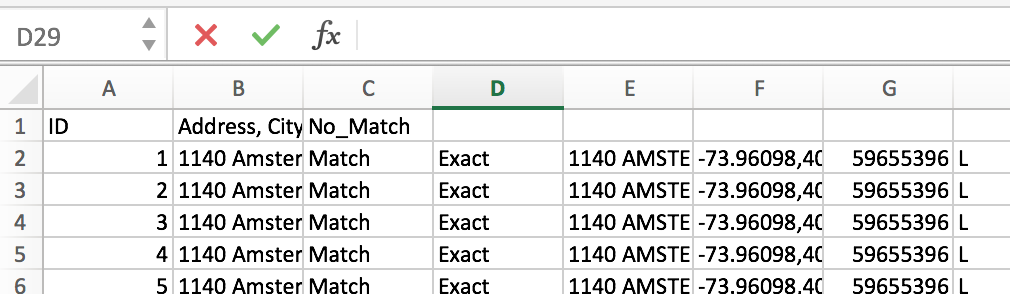 D29 fx
A B C D E F G
1 ID Address, City No_Match
2 1 1140 Amster Match Exact 1140 AMSTE -73.96098,40 59655396 L
3 2 1140 Amster Match Exact 1140 AMSTE -73.96098,40 59655396 L
4 3 1140 Amster Match Exact 1140 AMSTE -73.96098,40 59655396 L
5 4 1140 Amster Match Exact 1140 AMSTE -73.96098,40 59655396 L
6 5 1140 Amster Match Exact 1140 AMSTE -73.96098,40 59655396 L